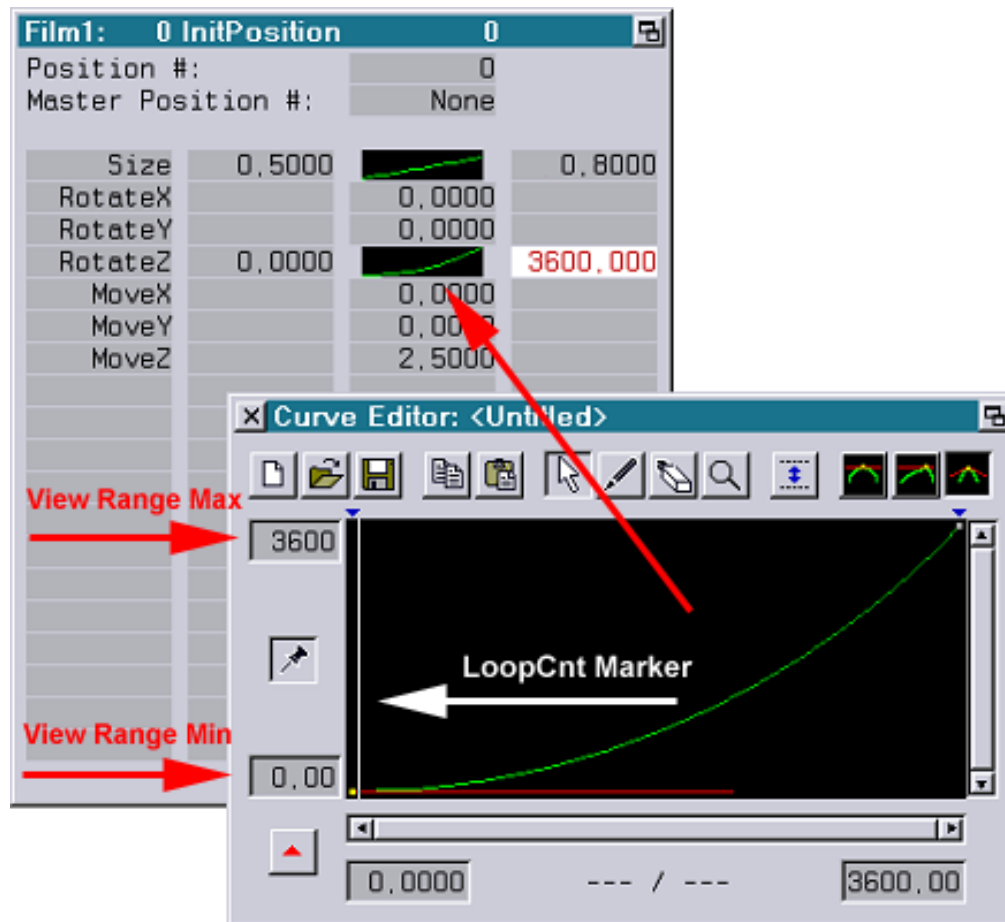 Film1: 0 InitPosition 0
Position #: 0
Master Position #: None
Size 0,5000 0,8000
RotateX 0,0000
RotateY 0,0000
RotateZ 0,0000 3600,000
MoveX 0,0000
MoveY 0,0000
MoveZ 2,5000
Curve Editor: <Untitled>
View Range Max
3600
LoopCnt Marker
View Range Min
0,00
0,0000 --- / --- 3600,00